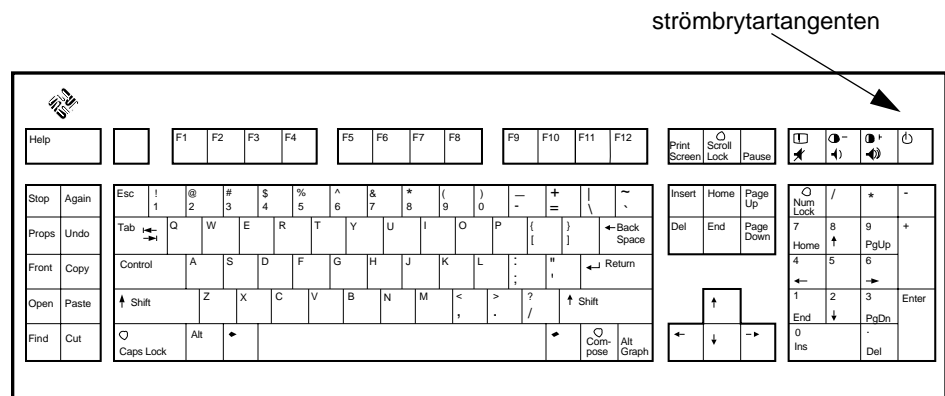 strömbrytartangenten
Sun
Help F1 F2 F3 F4 F5 F6 F7 F8 F9 F10 F11 F12
Print Screen Scroll Lock Pause
Stop Again Esc ! 1 @ 2 # 3 $ 4 % 5 ^ 6 & 7 * 8 ( 9 ) 0 — - + = | \ ~ ` Insert Home Page Up Num Lock / * -
Props Undo Tab Q W E R T Y U I O P { [ } ] ←Back Space Del End Page Down 7 Home 8 ↑ 9 PgUp +
Front Copy Control A S D F G H J K L : ; " ' Return 4 ← 5 6 →
Open Paste ↑ Shift Z X C V B N M < , > . ? / ↑ Shift ↑ 1 End 2 ↓ 3 PgDn Enter
Find Cut Caps Lock Alt Com- pose Alt Graph ← ↓ → 0 Ins . Del